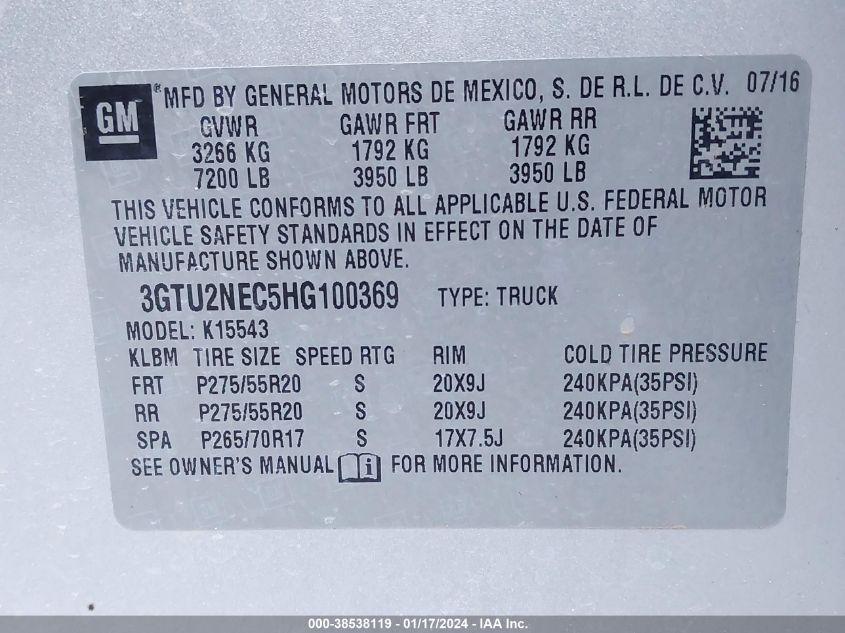 GM ® MFD BY GENERAL MOTORS DE MEXICO, S. DE R.L. DE C.V. 07/16
GVWR GAWR FRT GAWR RR
3266 KG 1792 KG 1792 KG
7200 LB 3950 LB 3950 LB
THIS VEHICLE CONFORMS TO ALL APPLICABLE U.S. FEDERAL MOTOR
VEHICLE SAFETY STANDARDS IN EFFECT ON THE DATE OF
MANUFACTURE SHOWN ABOVE.
3GTU2NEC5HG100369 TYPE: TRUCK
MODEL: K15543
KLBM TIRE SIZE SPEED RTG RIM COLD TIRE PRESSURE
FRT P275/55R20 S 20X9J 240KPA(35PSI)
RR P275/55R20 S 20X9J 240KPA(35PSI)
SPA P265/70R17 S 17X7.5J 240KPA(35PSI)
SEE OWNER'S MANUAL i FOR MORE INFORMATION.
000-38538119 - 01/17/2024 - IAA Inc.